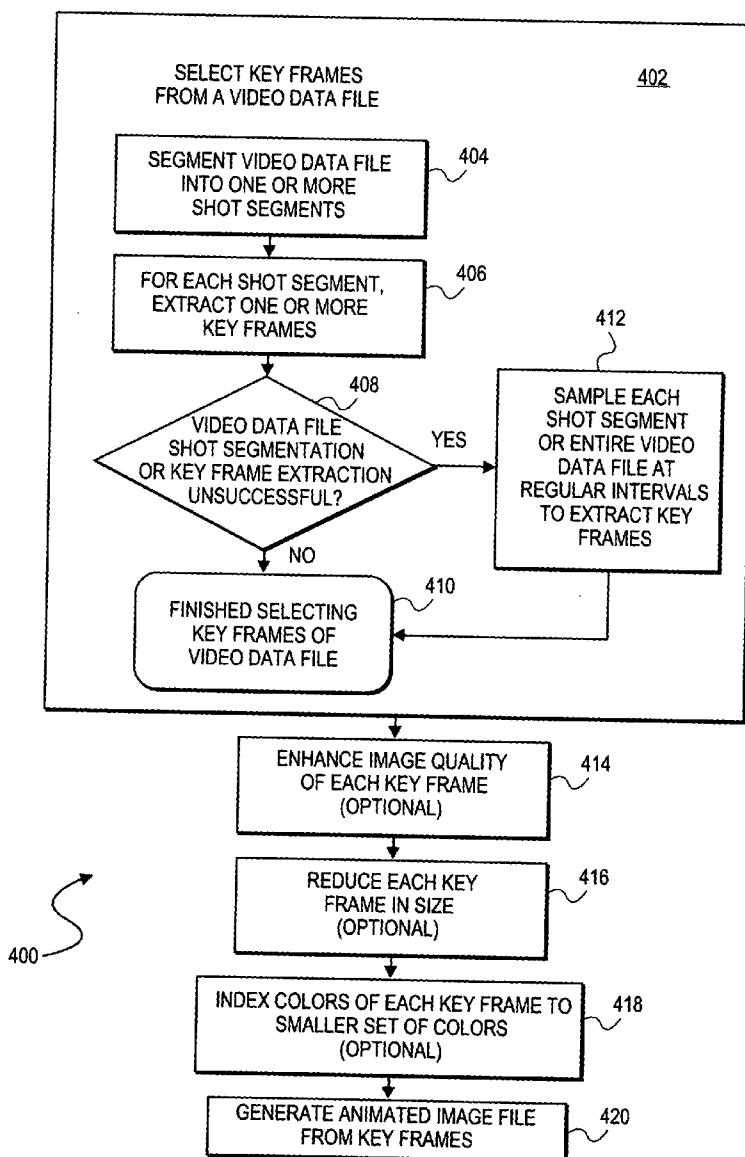 SELECT KEY FRAMES
FROM A VIDEO DATA FILE
402
SEGMENT VIDEO DATA FILE
INTO ONE OR MORE
SHOT SEGMENTS
404
FOR EACH SHOT SEGMENT,
EXTRACT ONE OR MORE
KEY FRAMES
406
408
VIDEO DATA FILE
SHOT SEGMENTATION
OR KEY FRAME EXTRACTION
UNSUCCESSFUL?
YES
412
SAMPLE EACH
SHOT SEGMENT
OR ENTIRE VIDEO
DATA FILE AT
REGULAR INTERVALS
TO EXTRACT KEY
FRAMES
NO
410
FINISHED SELECTING
KEY FRAMES OF
VIDEO DATA FILE
ENHANCE IMAGE QUALITY
OF EACH KEY FRAME
(OPTIONAL)
414
REDUCE EACH KEY
FRAME IN SIZE
(OPTIONAL)
416
400
INDEX COLORS OF EACH KEY FRAME TO
SMALLER SET OF COLORS
(OPTIONAL)
418
GENERATE ANIMATED IMAGE FILE
FROM KEY FRAMES
420